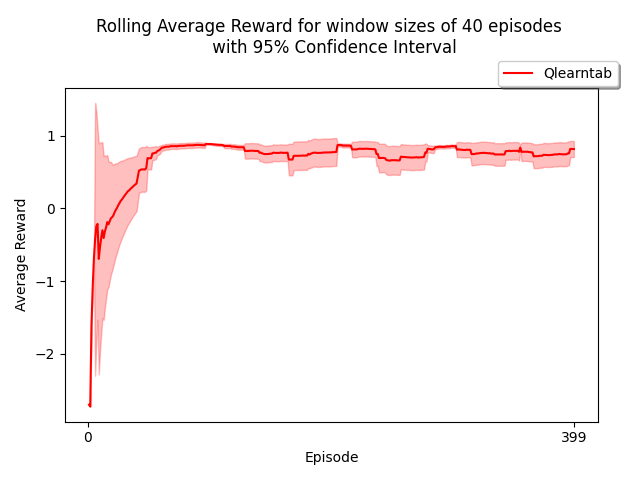 Rolling Average Reward for window sizes of 40 episodes
with 95% Confidence Interval
Qlearntab
1
0
−1
−2
Average Reward
0
399
Episode